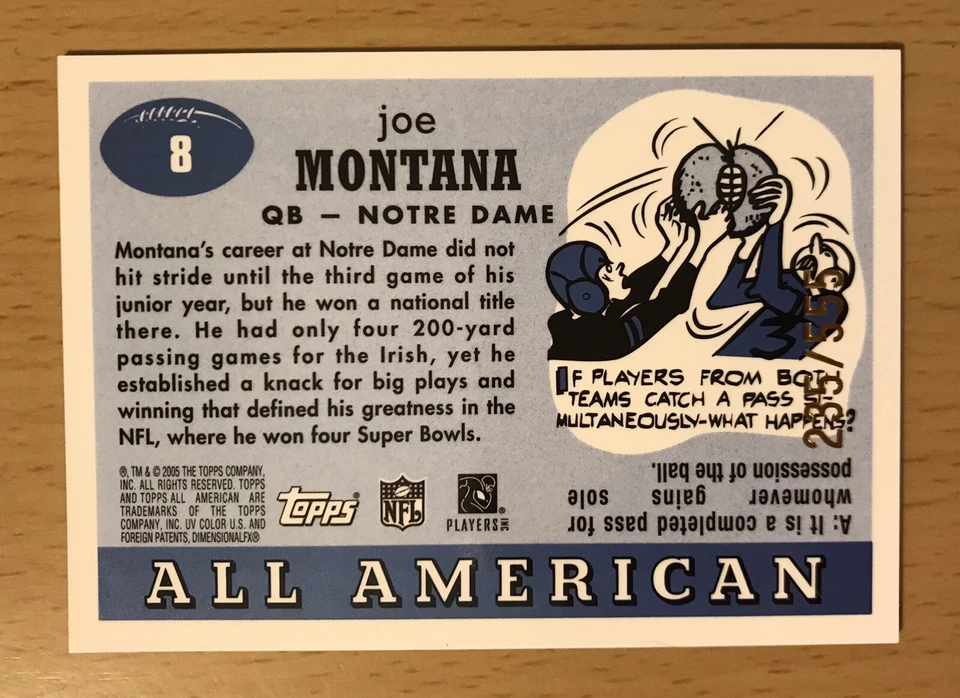 8
joe
MONTANA
QB – NOTRE DAME
Montana's career at Notre Dame did not
hit stride until the third game of his
junior year, but he won a national title
there. He had only four 200-yard
passing games for the Irish, yet he
established a knack for big plays and
winning that defined his greatness in the
NFL, where he won four Super Bowls.
IF PLAYERS FROM BOTH
TEAMS CATCH A PASS SI-
MULTANEOUSLY-WHAT HAPPENS?
235/555
A: It is a completed pass for
whomever gains sole
possession of the ball.
®, TM & © 2005 THE TOPPS COMPANY,
INC. ALL RIGHTS RESERVED. TOPPS
AND TOPPS ALL AMERICAN ARE
TRADEMARKS OF THE TOPPS
COMPANY, INC. UV COLOR U.S. AND
FOREIGN PATENTS, DIMENSIONALFX®
topps®
NFL
PLAYERS INC
ALL AMERICAN